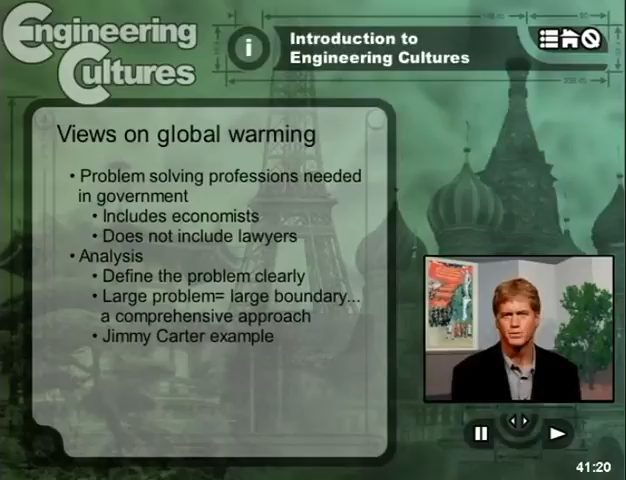 Engineering
Cultures
i
Introduction to
Engineering Cultures
Views on global warming
• Problem solving professions needed
in government
• Includes economists
• Does not include lawyers
• Analysis
• Define the problem clearly
• Large problem= large boundary...
a comprehensive approach
• Jimmy Carter example
41:20